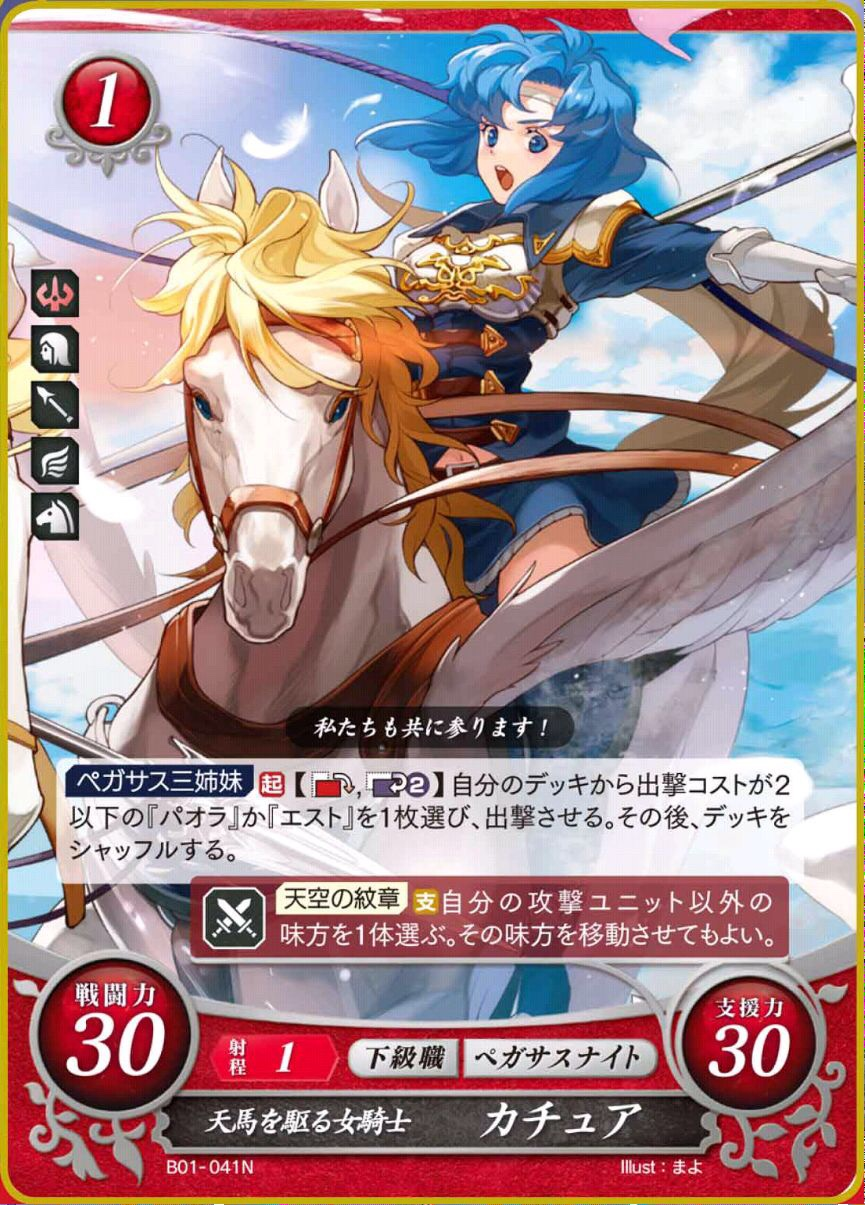 1
私たちも共に参ります！
ペガサス三姉妹 起【 , 2】自分のデッキから出撃コストが2
以下の『パオラ』か『エスト』を1枚選び、出撃させる。その後、デッキを
シャッフルする。
天空の紋章 支 自分の攻撃ユニット以外の
味方を1体選ぶ。その味方を移動させてもよい。
戦闘力
30
射程 1 下級職 ペガサスナイト
支援力
30
天馬を駆る女騎士 カチュア
B01-041N Illust：まよ